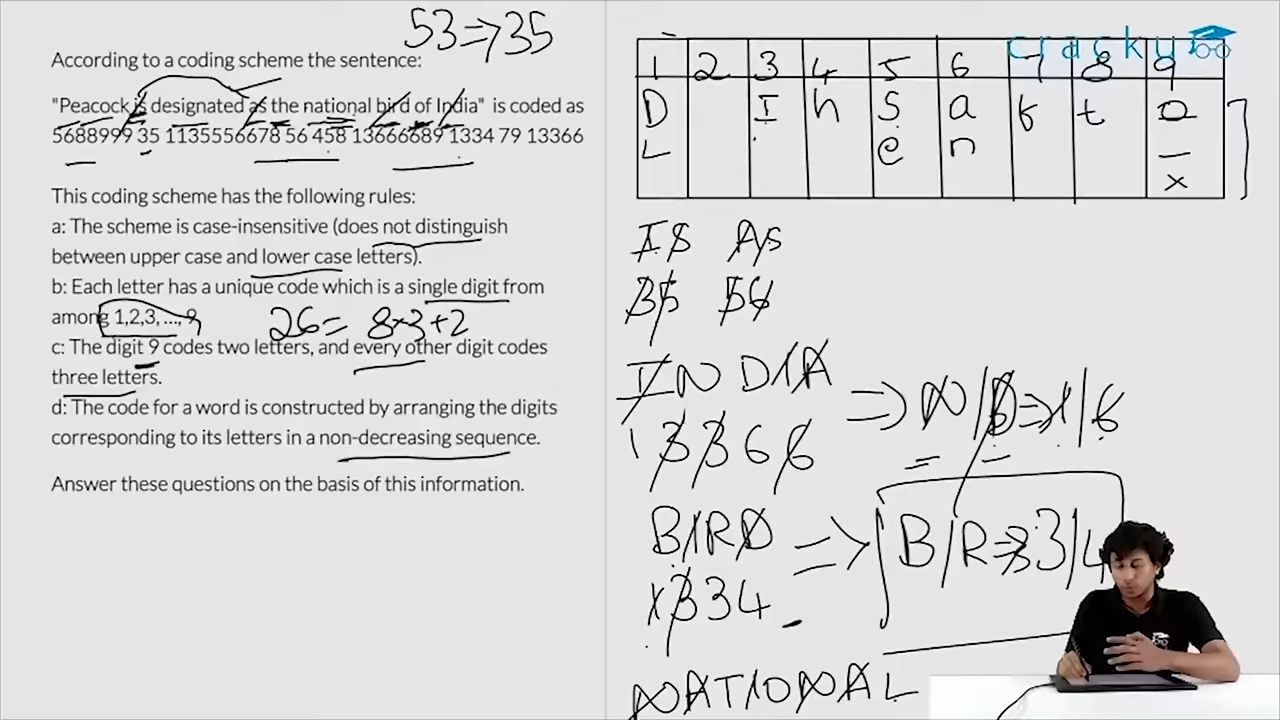 53 ⇒ 35
According to a coding scheme the sentence:
"Peacock is designated as the national bird of India" is coded as
5688999 35 1135556678 56 458 13666689 1334 79 13366
This coding scheme has the following rules:
a: The scheme is case-insensitive (does not distinguish
between upper case and lower case letters).
b: Each letter has a unique code which is a single digit from
among 1,2,3, …, 9
26 = 8×3+2
c: The digit 9 codes two letters, and every other digit codes
three letters.
d: The code for a word is constructed by arranging the digits
corresponding to its letters in a non-decreasing sequence.
Answer these questions on the basis of this information.
cracku
1 2 3 4 5 6 7 8 9
D I h S a f t O
L e n x
IS AS
35 56
INDIA
13366
⇒ N/D ⇒ 1/6
BIRD
1334
⇒ B/R ⇒ 3/4
NATIONAL